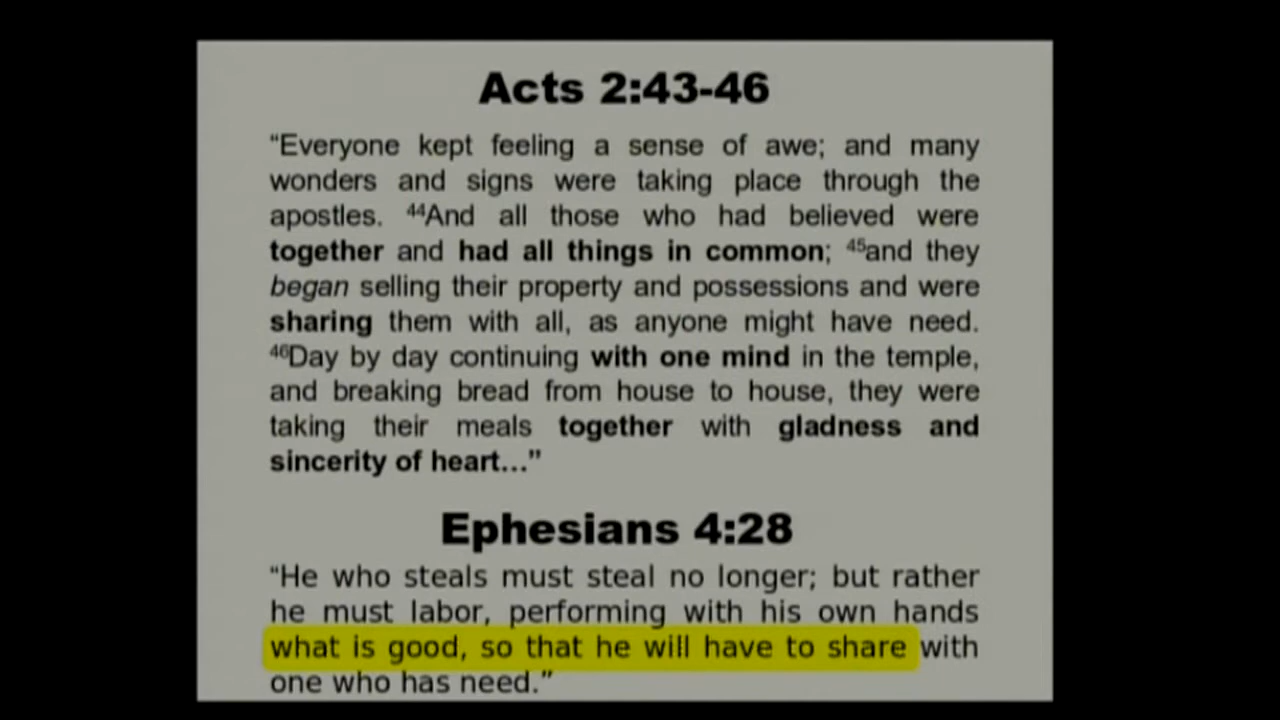 Acts 2:43-46
“Everyone kept feeling a sense of awe; and many
wonders and signs were taking place through the
apostles. ⁴⁴And all those who had believed were
together and had all things in common; ⁴⁵and they
began selling their property and possessions and were
sharing them with all, as anyone might have need.
⁴⁶Day by day continuing with one mind in the temple,
and breaking bread from house to house, they were
taking their meals together with gladness and
sincerity of heart…”
Ephesians 4:28
“He who steals must steal no longer; but rather
he must labor, performing with his own hands
what is good, so that he will have to share with
one who has need.”